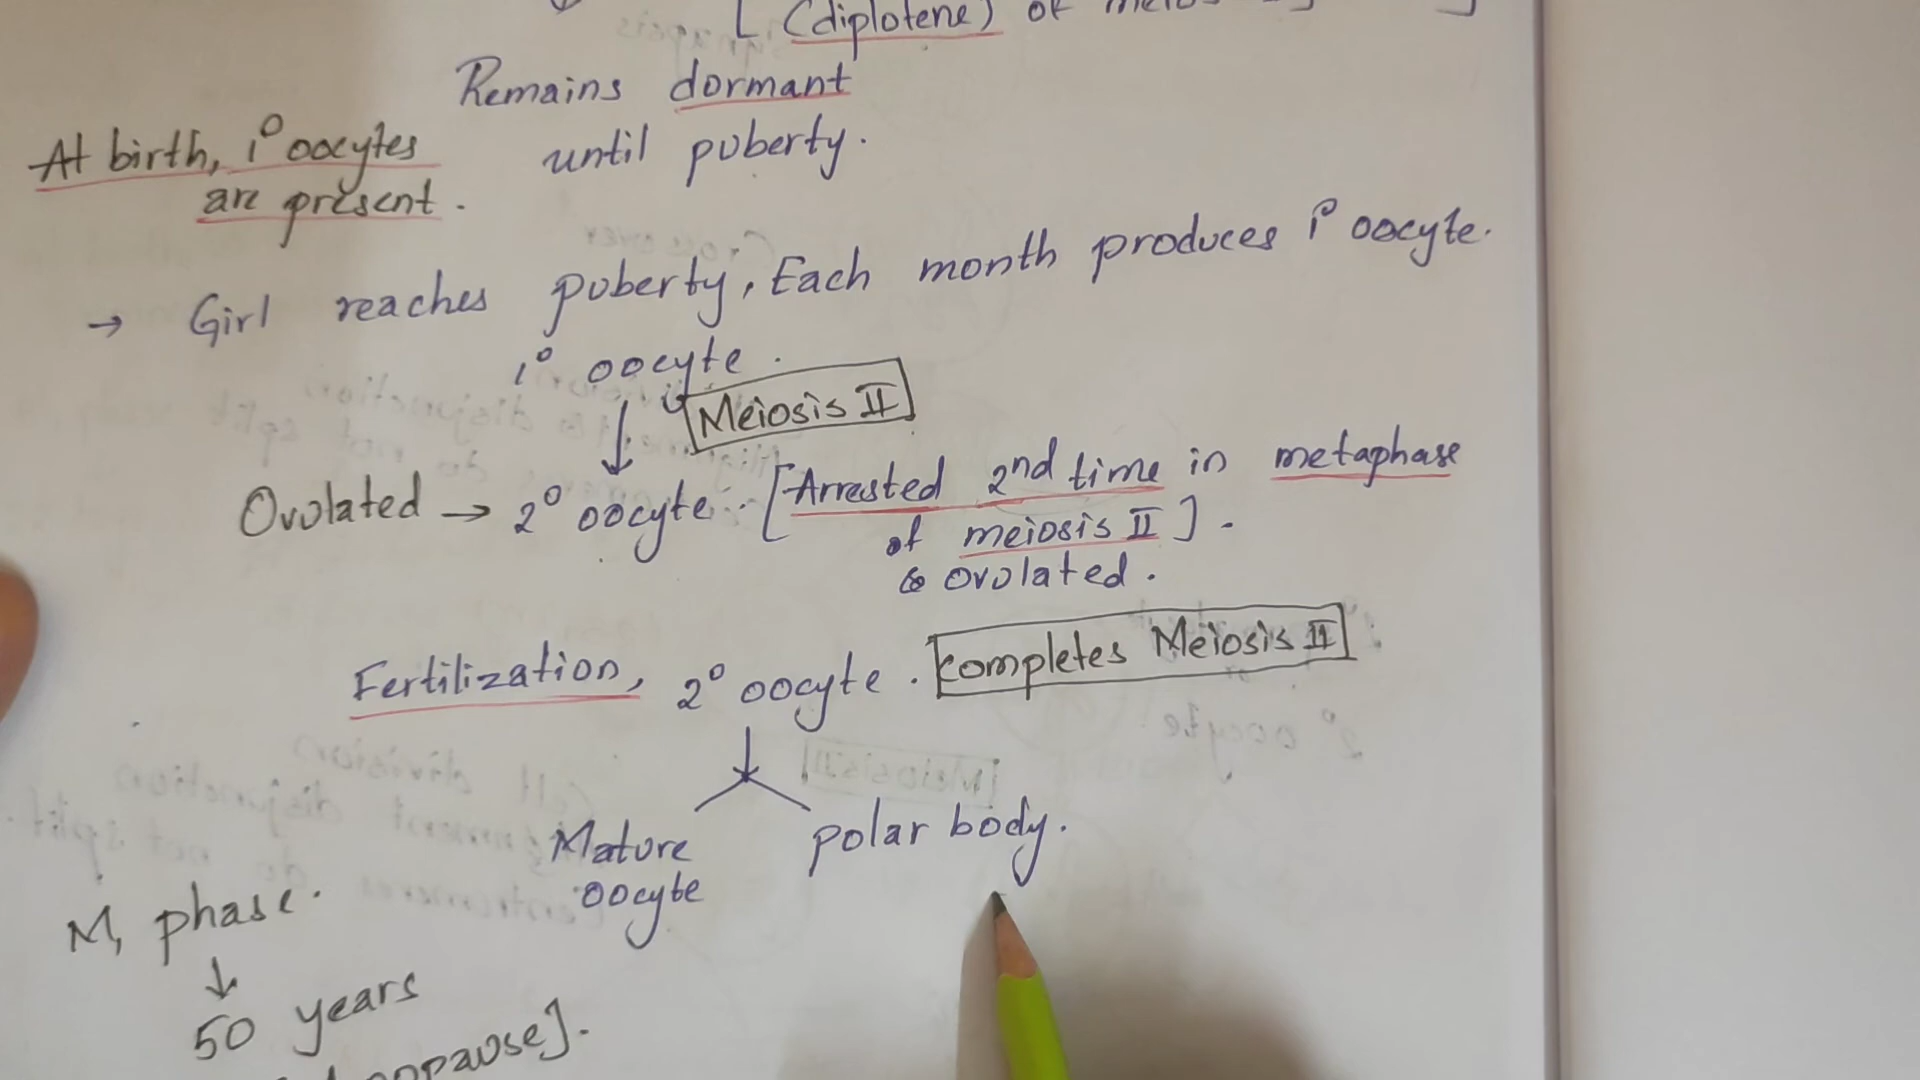 [ (diplotene) of
Remains dormant
until puberty.
At birth, 1° oocytes
are present.
→ Girl reaches puberty, Each month produces 1° oocyte.
1° oocyte.
↓ Meiosis II
Ovulated → 2° oocyte. [Arrested 2nd time in metaphase
of meiosis II].
& ovulated.
Fertilization, 2° oocyte. completes Meiosis II
Mature polar body.
oocyte
M, phase.
↓
50 years